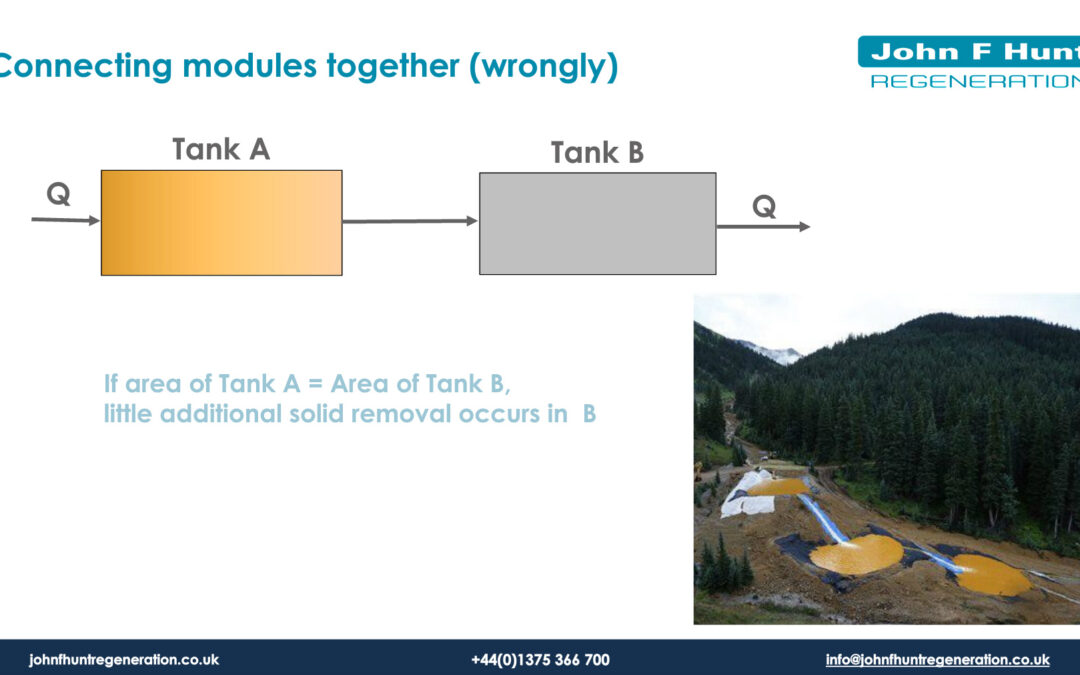 Connecting modules together (wrongly)
John F Hunt
REGENERATION
Tank A
Tank B
Q
Q
If area of Tank A = Area of Tank B,
little additional solid removal occurs in B
johnfhuntregeneration.co.uk
+44(0)1375 366 700
info@johnfhuntregeneration.co.uk